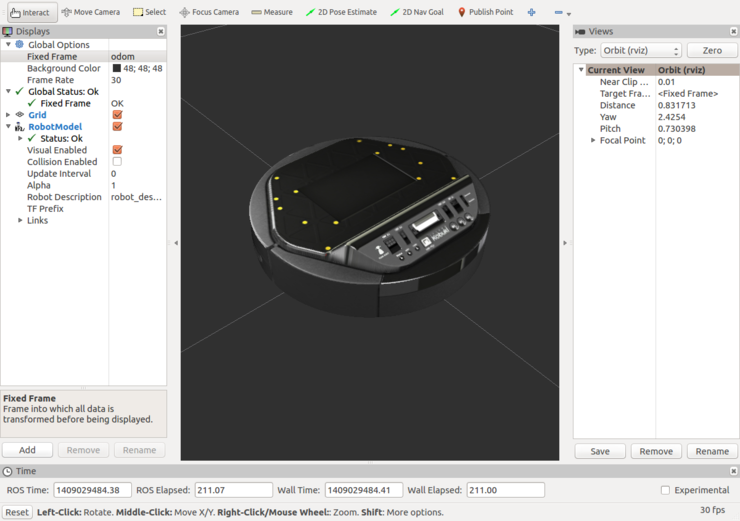 Interact Move Camera Select Focus Camera Measure 2D Pose Estimate 2D Nav Goal Publish Point
Displays
Global Options
Fixed Frame odom
Background Color 48; 48; 48
Frame Rate 30
Global Status: Ok
Fixed Frame OK
Grid
RobotModel
Status: Ok
Visual Enabled
Collision Enabled
Update Interval 0
Alpha 1
Robot Description robot_des...
TF Prefix
Links
Fixed Frame
Frame into which all data is
transformed before being displayed.
Add Remove Rename
kobuki
Views
Type: Orbit (rviz) Zero
Current View Orbit (rviz)
Near Clip ... 0.01
Target Fra... <Fixed Frame>
Distance 0.831713
Yaw 2.4254
Pitch 0.730398
Focal Point 0; 0; 0
Save Remove Rename
Time
ROS Time: 1409029484.38 ROS Elapsed: 211.07 Wall Time: 1409029484.41 Wall Elapsed: 211.00 Experimental
Reset Left-Click: Rotate. Middle-Click: Move X/Y. Right-Click/Mouse Wheel:: Zoom. Shift: More options. 30 fps